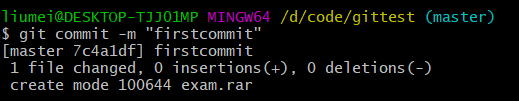 liumei@DESKTOP-TJJO1MP MINGW64 /d/code/gittest (master)
$ git commit -m "firstcommit"
[master 7c4a1df] firstcommit
 1 file changed, 0 insertions(+), 0 deletions(-)
 create mode 100644 exam.rar